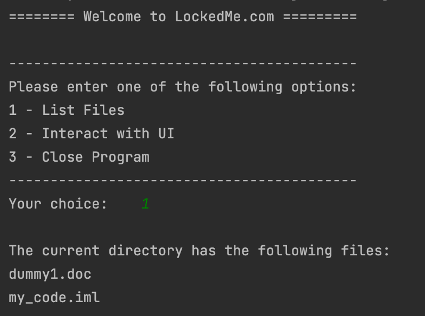 ======== Welcome to LockedMe.com =========
------------------------------------------
Please enter one of the following options:
1 - List Files
2 - Interact with UI
3 - Close Program
------------------------------------------
Your choice: 1
The current directory has the following files:
dummy1.doc
my_code.iml